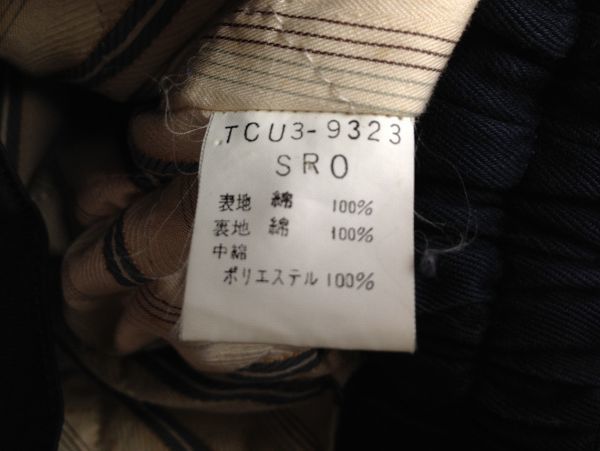 TCU3-9323
SRO
表地 綿 100%
裏地 綿 100%
中綿
ポリエステル 100%